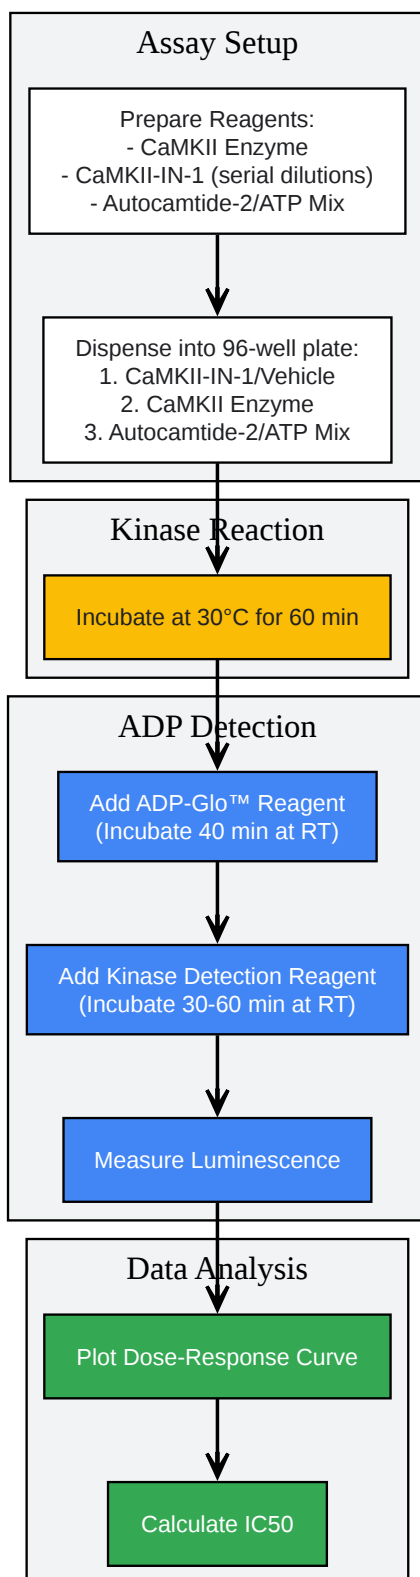 Assay Setup
Prepare Reagents:
- CaMKII Enzyme
- CaMKII-IN-1 (serial dilutions)
- Autocamtide-2/ATP Mix
Dispense into 96-well plate:
1. CaMKII-IN-1/Vehicle
2. CaMKII Enzyme
3. Autocamtide-2/ATP Mix
Kinase Reaction
Incubate at 30°C for 60 min
ADP Detection
Add ADP-Glo™ Reagent
(Incubate 40 min at RT)
Add Kinase Detection Reagent
(Incubate 30-60 min at RT)
Measure Luminescence
Data Analysis
Plot Dose-Response Curve
Calculate IC50